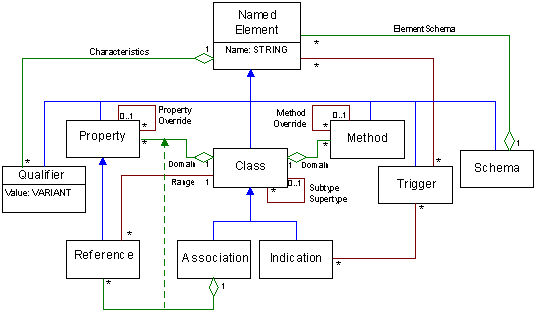 Named
Element
Name: STRING
Characteristics
1
*
*
Element Schema
Property
Override
0..1
*
Method
Override
0..1
*
Property
*
Method
*
Domain
1
Class
1
Domain
*
*
Qualifier
Value: VARIANT
Range
1
0..1
*
Subtype
Supertype
Trigger
*
Schema
1
Reference
*
*
Association
1
Indication
*